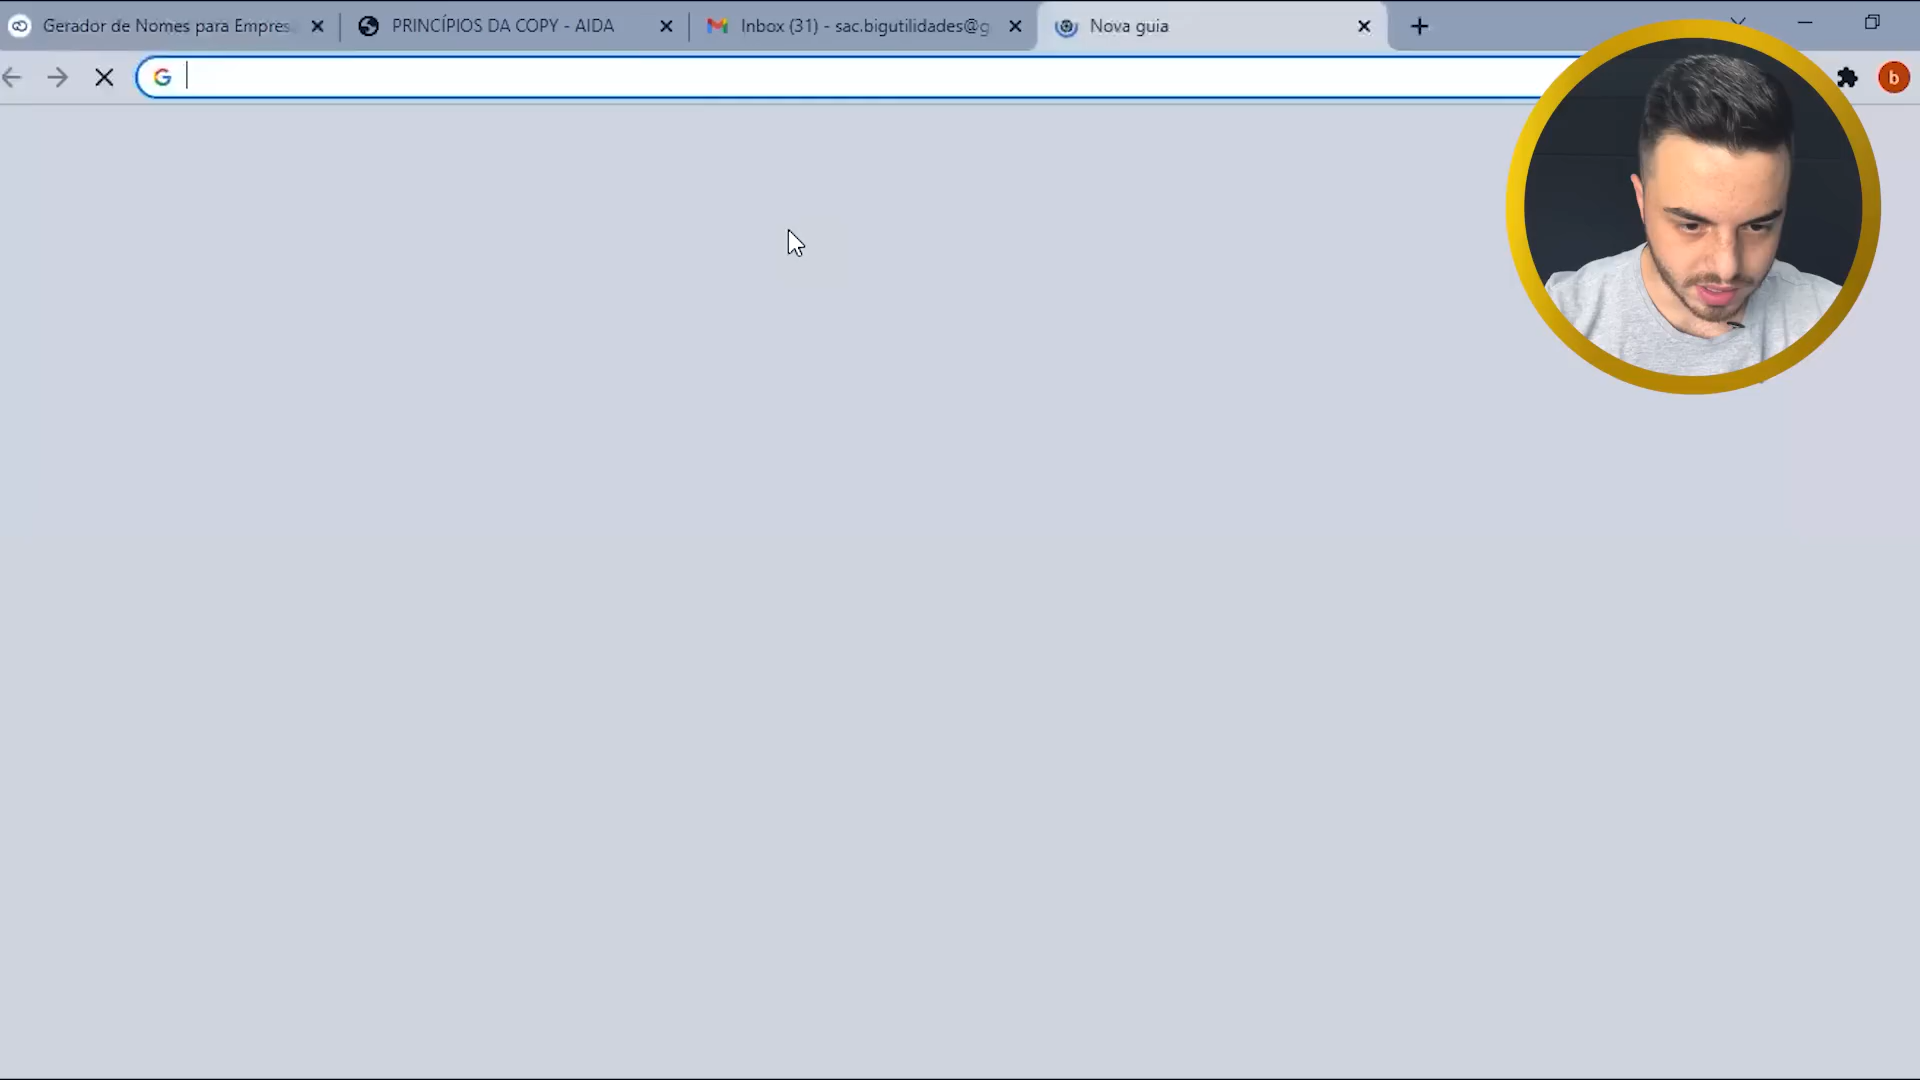 Gerador de Nomes para Empres
PRINCÍPIOS DA COPY - AIDA
Inbox (31) - sac.bigutilidades@g
Nova guia
b